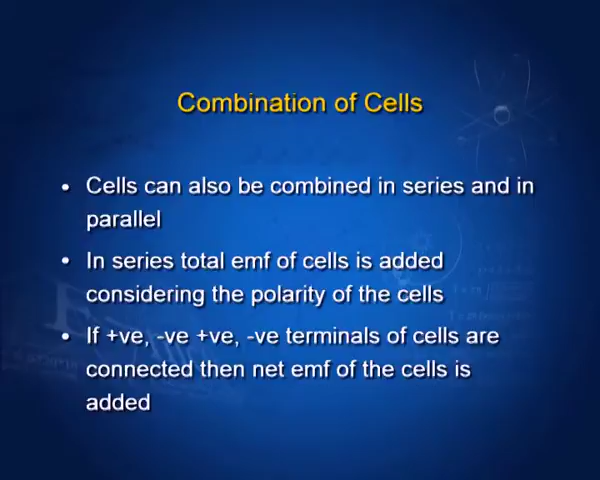 Combination of Cells
• Cells can also be combined in series and in
parallel
• In series total emf of cells is added
considering the polarity of the cells
• If +ve, -ve +ve, -ve terminals of cells are
connected then net emf of the cells is
added